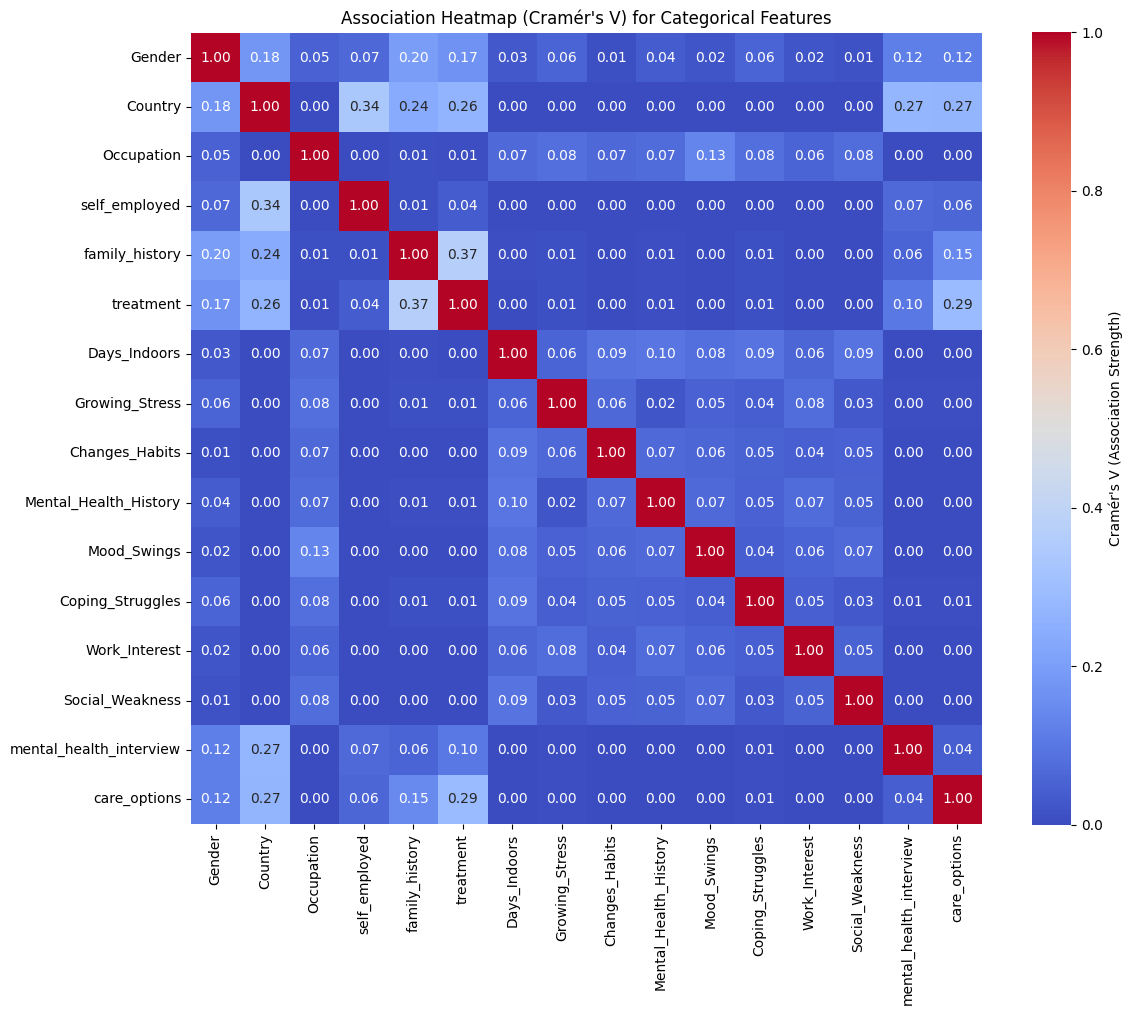 Association Heatmap (Cramér's V) for Categorical Features
Gender 1.00 0.18 0.05 0.07 0.20 0.17 0.03 0.06 0.01 0.04 0.02 0.06 0.02 0.01 0.12 0.12
Country 0.18 1.00 0.00 0.34 0.24 0.26 0.00 0.00 0.00 0.00 0.00 0.00 0.00 0.00 0.27 0.27
Occupation 0.05 0.00 1.00 0.00 0.01 0.01 0.07 0.08 0.07 0.07 0.13 0.08 0.06 0.08 0.00 0.00
self_employed 0.07 0.34 0.00 1.00 0.01 0.04 0.00 0.00 0.00 0.00 0.00 0.00 0.00 0.00 0.07 0.06
family_history 0.20 0.24 0.01 0.01 1.00 0.37 0.00 0.01 0.00 0.01 0.00 0.01 0.00 0.00 0.06 0.15
treatment 0.17 0.26 0.01 0.04 0.37 1.00 0.00 0.01 0.00 0.01 0.00 0.01 0.00 0.00 0.10 0.29
Days_Indoors 0.03 0.00 0.07 0.00 0.00 0.00 1.00 0.06 0.09 0.10 0.08 0.09 0.06 0.09 0.00 0.00
Growing_Stress 0.06 0.00 0.08 0.00 0.01 0.01 0.06 1.00 0.06 0.02 0.05 0.04 0.08 0.03 0.00 0.00
Changes_Habits 0.01 0.00 0.07 0.00 0.00 0.00 0.09 0.06 1.00 0.07 0.06 0.05 0.04 0.05 0.00 0.00
Mental_Health_History 0.04 0.00 0.07 0.00 0.01 0.01 0.10 0.02 0.07 1.00 0.07 0.05 0.07 0.05 0.00 0.00
Mood_Swings 0.02 0.00 0.13 0.00 0.00 0.00 0.08 0.05 0.06 0.07 1.00 0.04 0.06 0.07 0.00 0.00
Coping_Struggles 0.06 0.00 0.08 0.00 0.01 0.01 0.09 0.04 0.05 0.05 0.04 1.00 0.05 0.03 0.01 0.01
Work_Interest 0.02 0.00 0.06 0.00 0.00 0.00 0.06 0.08 0.04 0.07 0.06 0.05 1.00 0.05 0.00 0.00
Social_Weakness 0.01 0.00 0.08 0.00 0.00 0.00 0.09 0.03 0.05 0.05 0.07 0.03 0.05 1.00 0.00 0.00
mental_health_interview 0.12 0.27 0.00 0.07 0.06 0.10 0.00 0.00 0.00 0.00 0.00 0.01 0.00 0.00 1.00 0.04
care_options 0.12 0.27 0.00 0.06 0.15 0.29 0.00 0.00 0.00 0.00 0.00 0.01 0.00 0.00 0.04 1.00
Gender
Country
Occupation
self_employed
family_history
treatment
Days_Indoors
Growing_Stress
Changes_Habits
Mental_Health_History
Mood_Swings
Coping_Struggles
Work_Interest
Social_Weakness
mental_health_interview
care_options
1.0
0.8
0.6
0.4
0.2
0.0
Cramér's V (Association Strength)